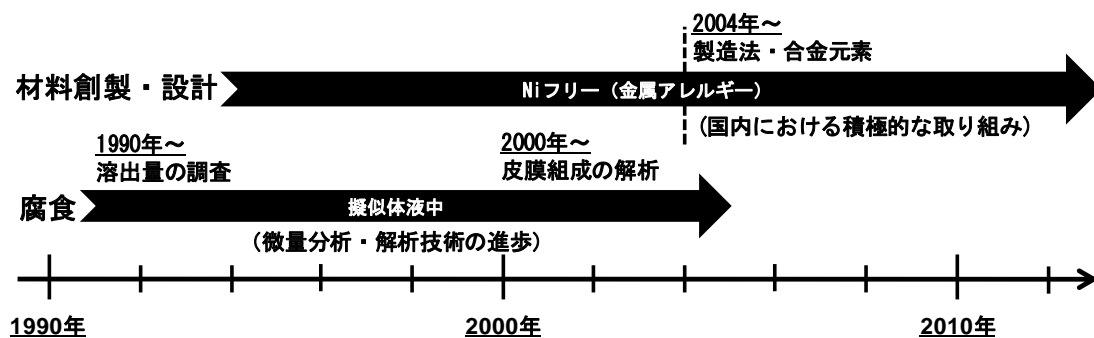 2004年～
製造法・合金元素
材料創製・設計
Niフリー（金属アレルギー）
(国内における積極的な取り組み)
1990年～
溶出量の調査
2000年～
皮膜組成の解析
腐食
擬似体液中
(微量分析・解析技術の進歩)
1990年
2000年
2010年